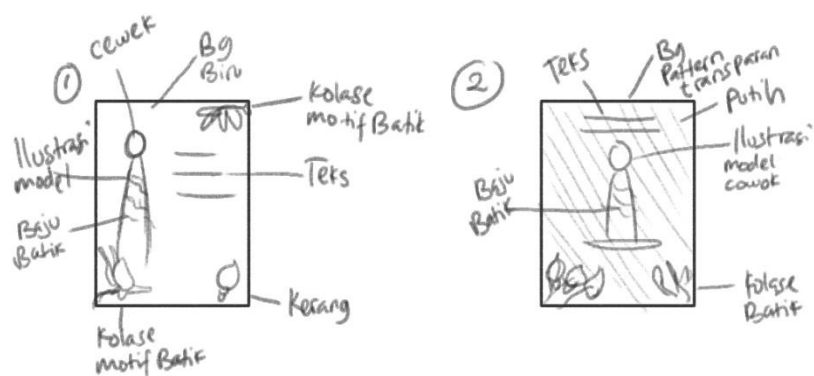 1
cewek
Bg
Biru
Kolase
motif Batik
Ilustrasi
model
Teks
Baju
Batik
Kerang
Kolase
motif Batik
2
Teks
Bg
Pattern
transparan
Putih
Ilustrasi
model
cowok
Baju
Batik
Kolase
Batik